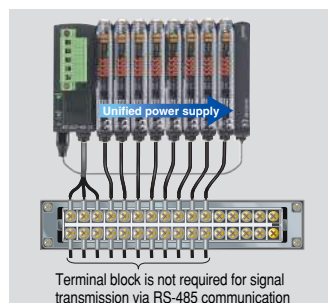 Unified power supply
Terminal block is not required for signal
transmission via RS-485 communication